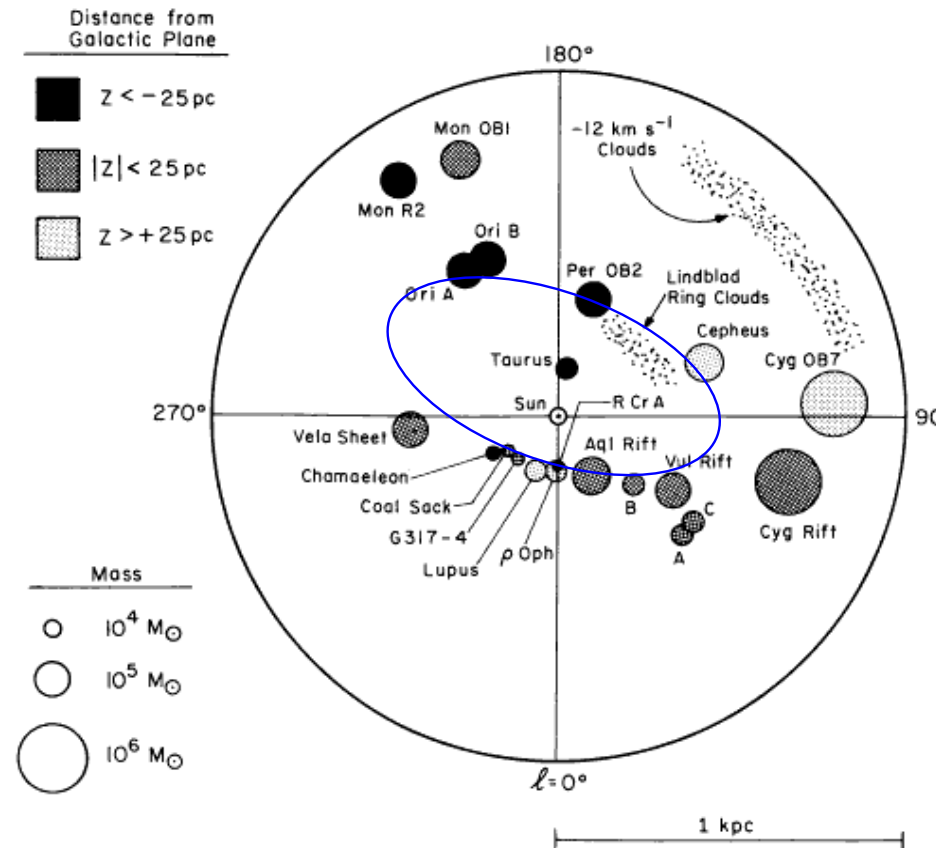 Distance from
Galactic Plane
Z < -25 pc
|Z| < 25 pc
Z > +25 pc
180°
Mon OB1
-12 km s⁻¹
Clouds
Mon R2
Ori B
Ori A
Per OB2
Lindblad
Ring Clouds
Cepheus
Taurus
Cyg OB7
Sun
R Cr A
270°
90
Vela Sheet
Aql Rift
Vul Rift
Chamaeleon
Coal Sack
B
C
G317-4
A
Cyg Rift
Lupus
ρ Oph
Mass
10⁴ M☉
10⁵ M☉
10⁶ M☉
ℓ=0°
1 kpc